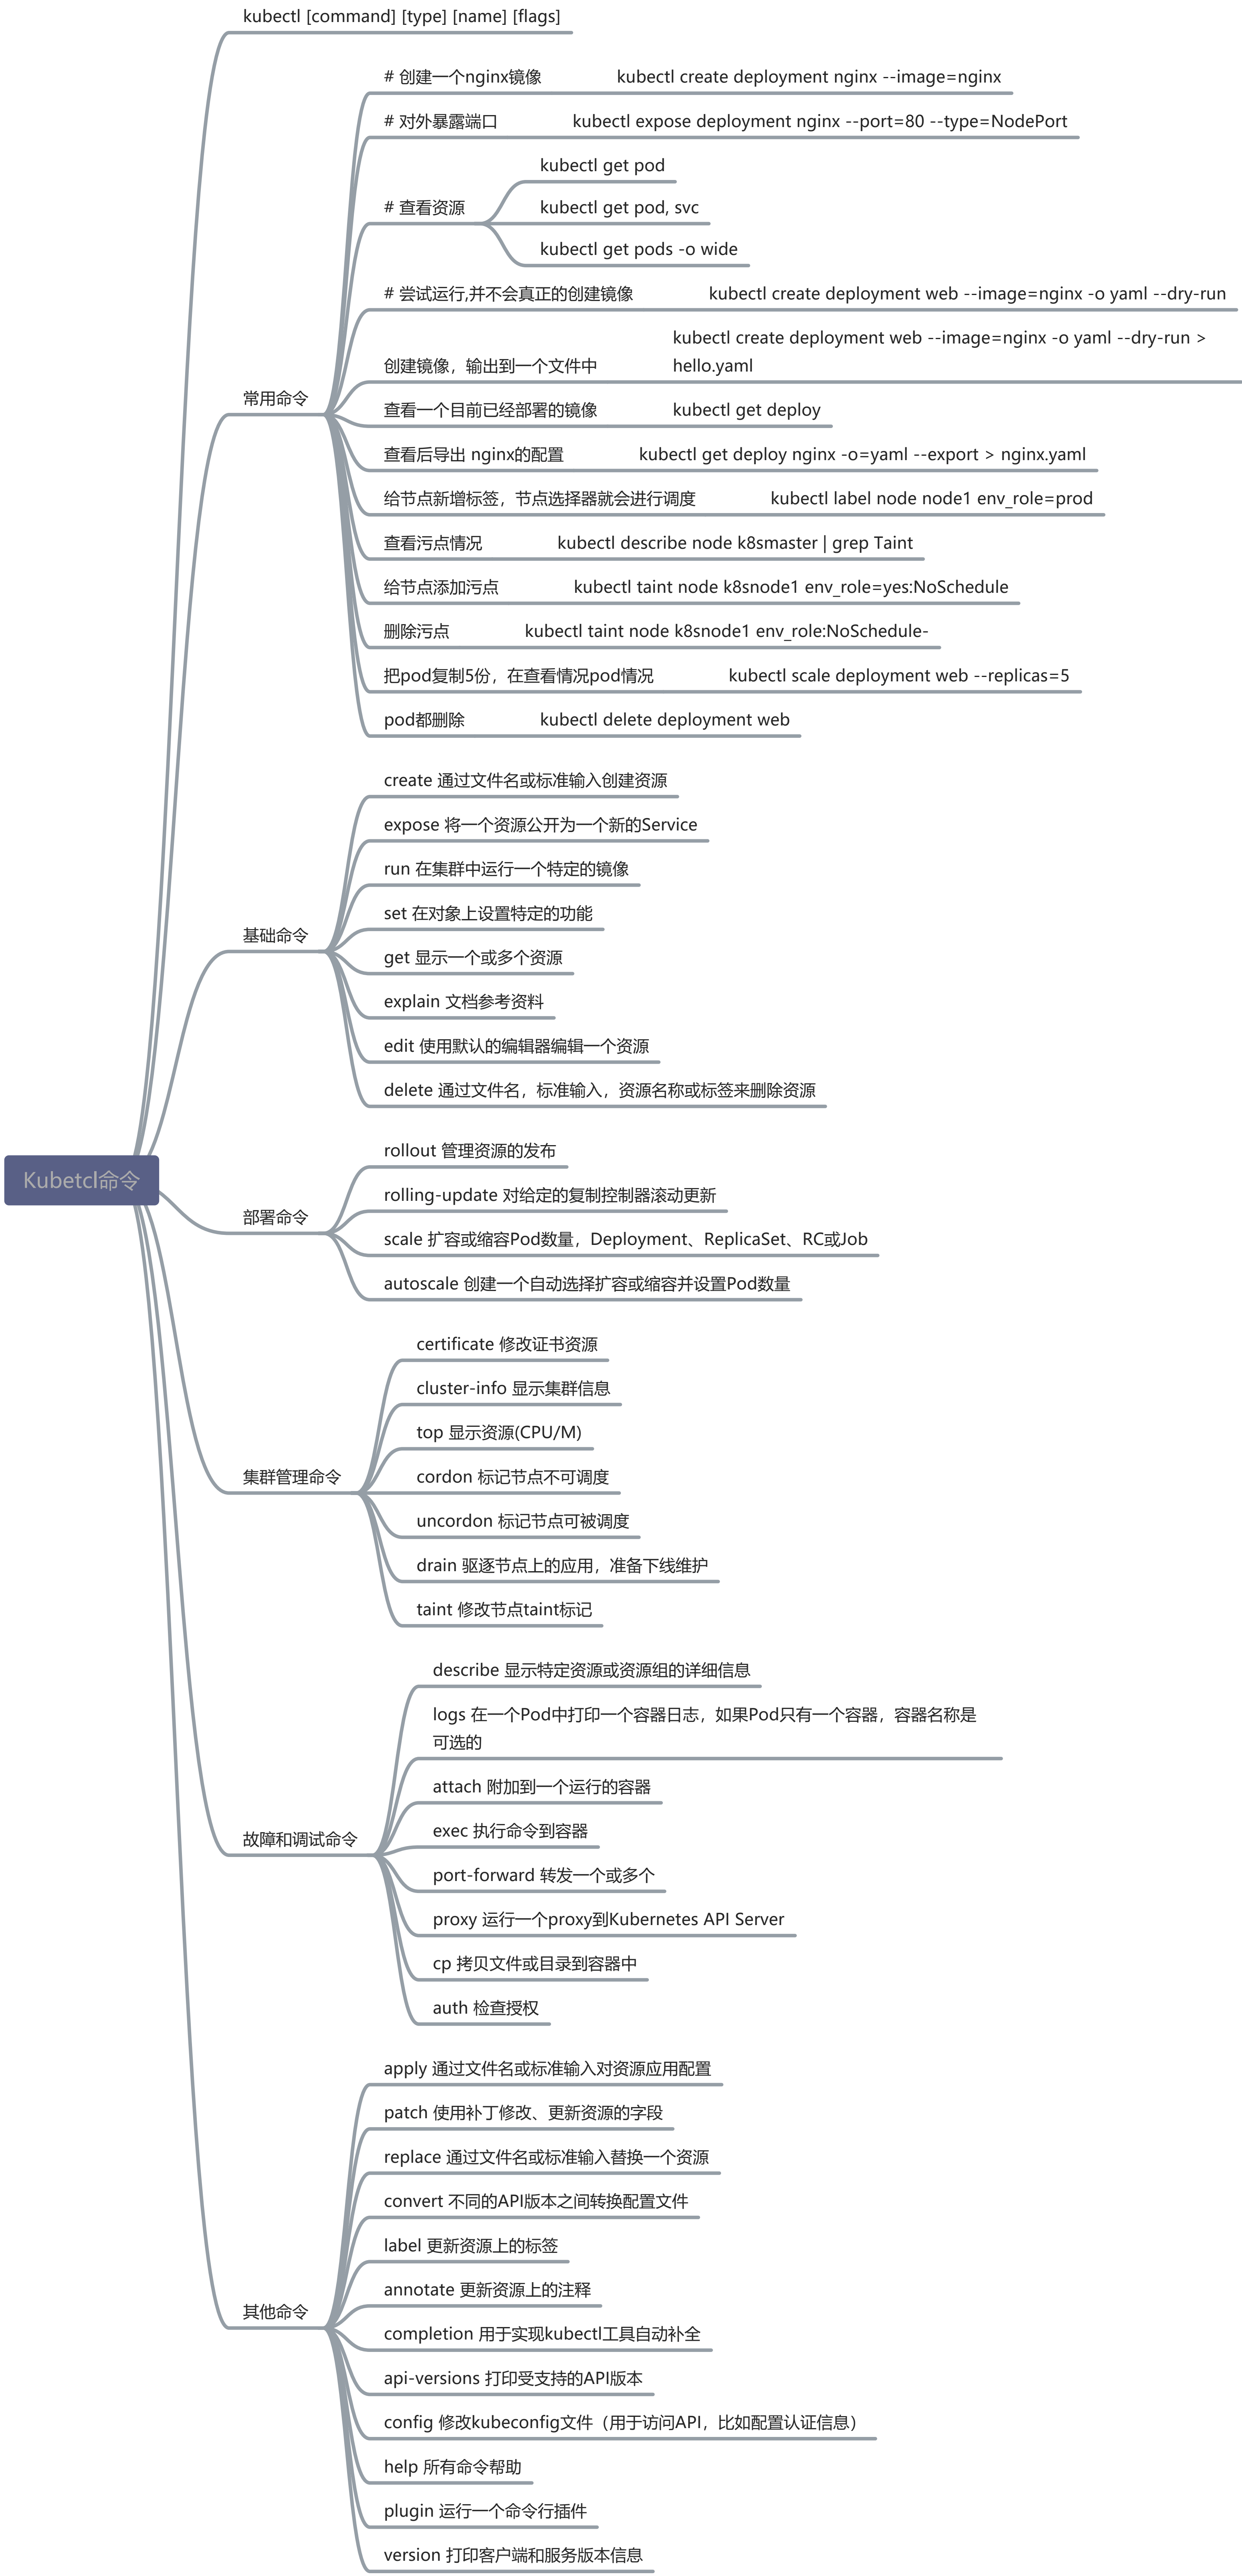 kubectl [command] [type] [name] [flags]
# 创建一个nginx镜像 kubectl create deployment nginx --image=nginx
# 对外暴露端口 kubectl expose deployment nginx --port=80 --type=NodePort
kubectl get pod
# 查看资源 kubectl get pod, svc
kubectl get pods -o wide
# 尝试运行,并不会真正的创建镜像 kubectl create deployment web --image=nginx -o yaml --dry-run
kubectl create deployment web --image=nginx -o yaml --dry-run >
创建镜像，输出到一个文件中 hello.yaml
常用命令
查看一个目前已经部署的镜像 kubectl get deploy
查看后导出 nginx的配置 kubectl get deploy nginx -o=yaml --export > nginx.yaml
给节点新增标签，节点选择器就会进行调度 kubectl label node node1 env_role=prod
查看污点情况 kubectl describe node k8smaster | grep Taint
给节点添加污点 kubectl taint node k8snode1 env_role=yes:NoSchedule
删除污点 kubectl taint node k8snode1 env_role:NoSchedule-
把pod复制5份，在查看情况pod情况 kubectl scale deployment web --replicas=5
pod都删除 kubectl delete deployment web
create 通过文件名或标准输入创建资源
expose 将一个资源公开为一个新的Service
run 在集群中运行一个特定的镜像
set 在对象上设置特定的功能
基础命令
get 显示一个或多个资源
explain 文档参考资料
edit 使用默认的编辑器编辑一个资源
delete 通过文件名，标准输入，资源名称或标签来删除资源
Kubetcl命令
rollout 管理资源的发布
rolling-update 对给定的复制控制器滚动更新
部署命令
scale 扩容或缩容Pod数量，Deployment、ReplicaSet、RC或Job
autoscale 创建一个自动选择扩容或缩容并设置Pod数量
certificate 修改证书资源
cluster-info 显示集群信息
top 显示资源(CPU/M)
集群管理命令
cordon 标记节点不可调度
uncordon 标记节点可被调度
drain 驱逐节点上的应用，准备下线维护
taint 修改节点taint标记
describe 显示特定资源或资源组的详细信息
logs 在一个Pod中打印一个容器日志，如果Pod只有一个容器，容器名称是
可选的
attach 附加到一个运行的容器
故障和调试命令
exec 执行命令到容器
port-forward 转发一个或多个
proxy 运行一个proxy到Kubernetes API Server
cp 拷贝文件或目录到容器中
auth 检查授权
apply 通过文件名或标准输入对资源应用配置
patch 使用补丁修改、更新资源的字段
replace 通过文件名或标准输入替换一个资源
convert 不同的API版本之间转换配置文件
label 更新资源上的标签
annotate 更新资源上的注释
其他命令
completion 用于实现kubectl工具自动补全
api-versions 打印受支持的API版本
config 修改kubeconfig文件（用于访问API，比如配置认证信息）
help 所有命令帮助
plugin 运行一个命令行插件
version 打印客户端和服务版本信息